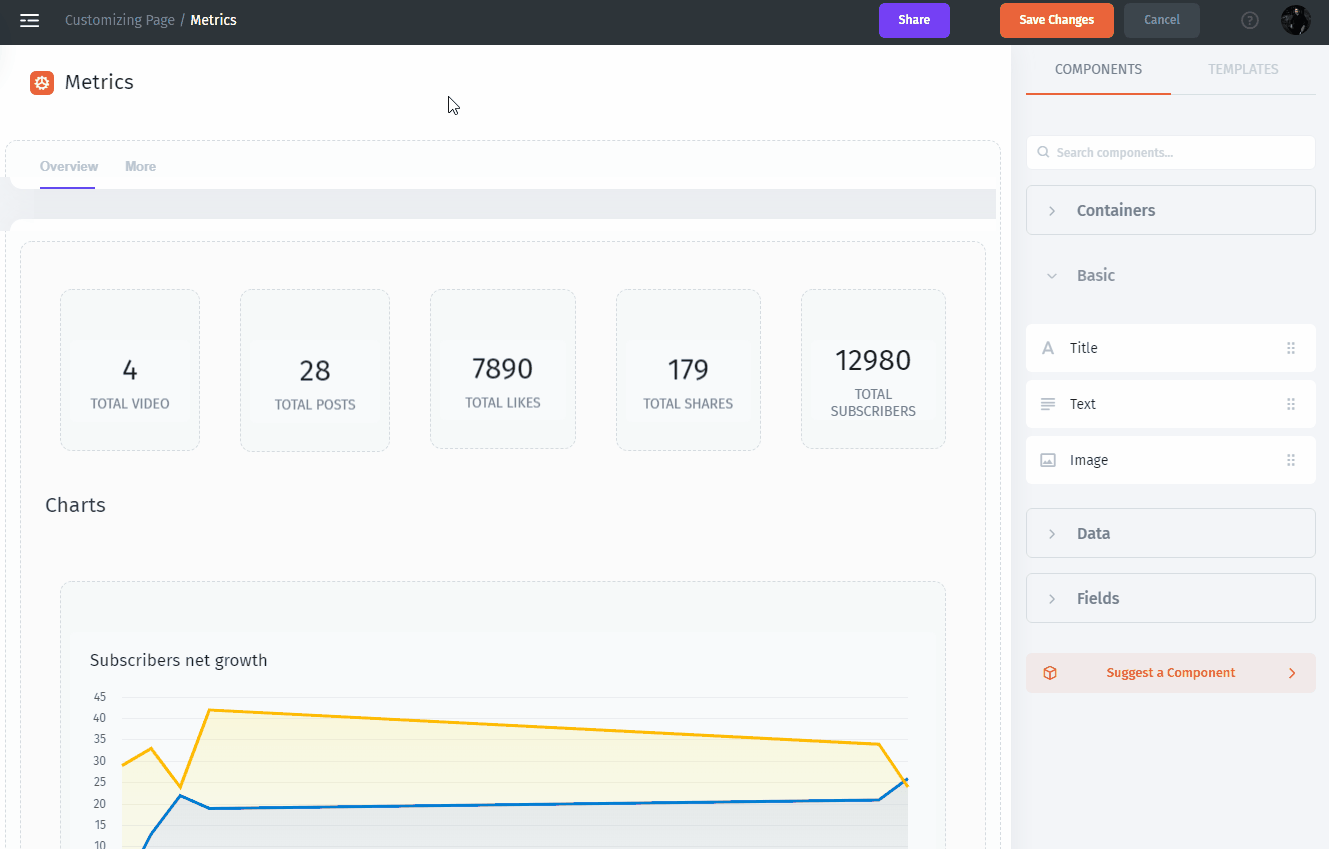 Customizing Page / Metrics
Share
Save Changes
Cancel
?
Metrics
Overview
More
4
TOTAL VIDEO
28
TOTAL POSTS
7890
TOTAL LIKES
179
TOTAL SHARES
12980
TOTAL
SUBSCRIBERS
Charts
Subscribers net growth
45
40
35
30
25
20
15
10
COMPONENTS
TEMPLATES
Search components...
Containers
Basic
A Title
Text
Image
Data
Fields
Suggest a Component